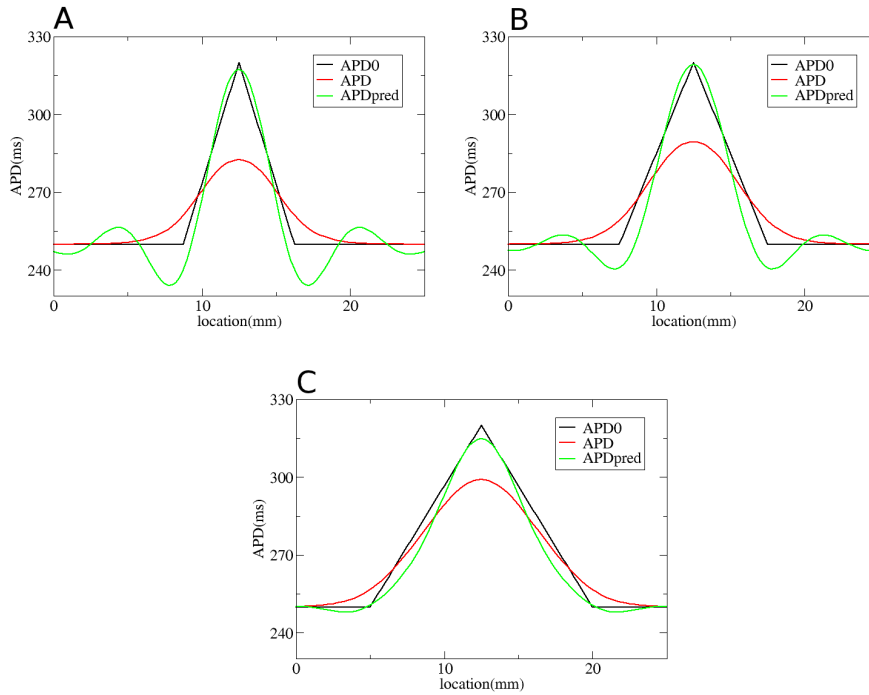 A
330
300
270
240
APD(ms)
0
10
20
location(mm)
APD0
APD
APDpred
B
330
300
270
240
APD(ms)
0
10
20
location(mm)
APD0
APD
APDpred
C
330
300
270
240
APD(ms)
0
10
20
location(mm)
APD0
APD
APDpred